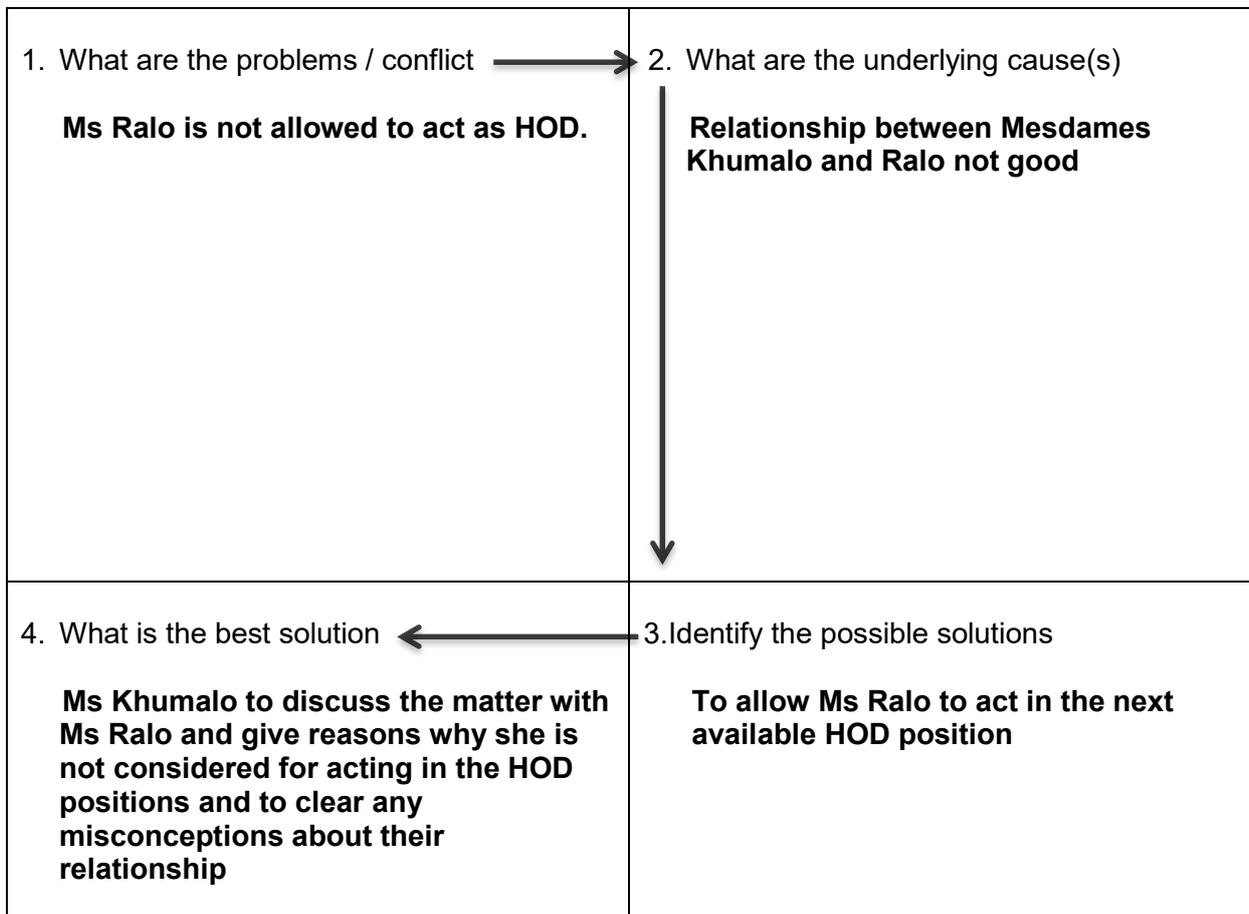 1. What are the problems / conflict
Ms Ralo is not allowed to act as HOD.
2. What are the underlying cause(s)
Relationship between Mesdames
Khumalo and Ralo not good
3.Identify the possible solutions
To allow Ms Ralo to act in the next
available HOD position
4. What is the best solution
Ms Khumalo to discuss the matter with
Ms Ralo and give reasons why she is
not considered for acting in the HOD
positions and to clear any
misconceptions about their
relationship